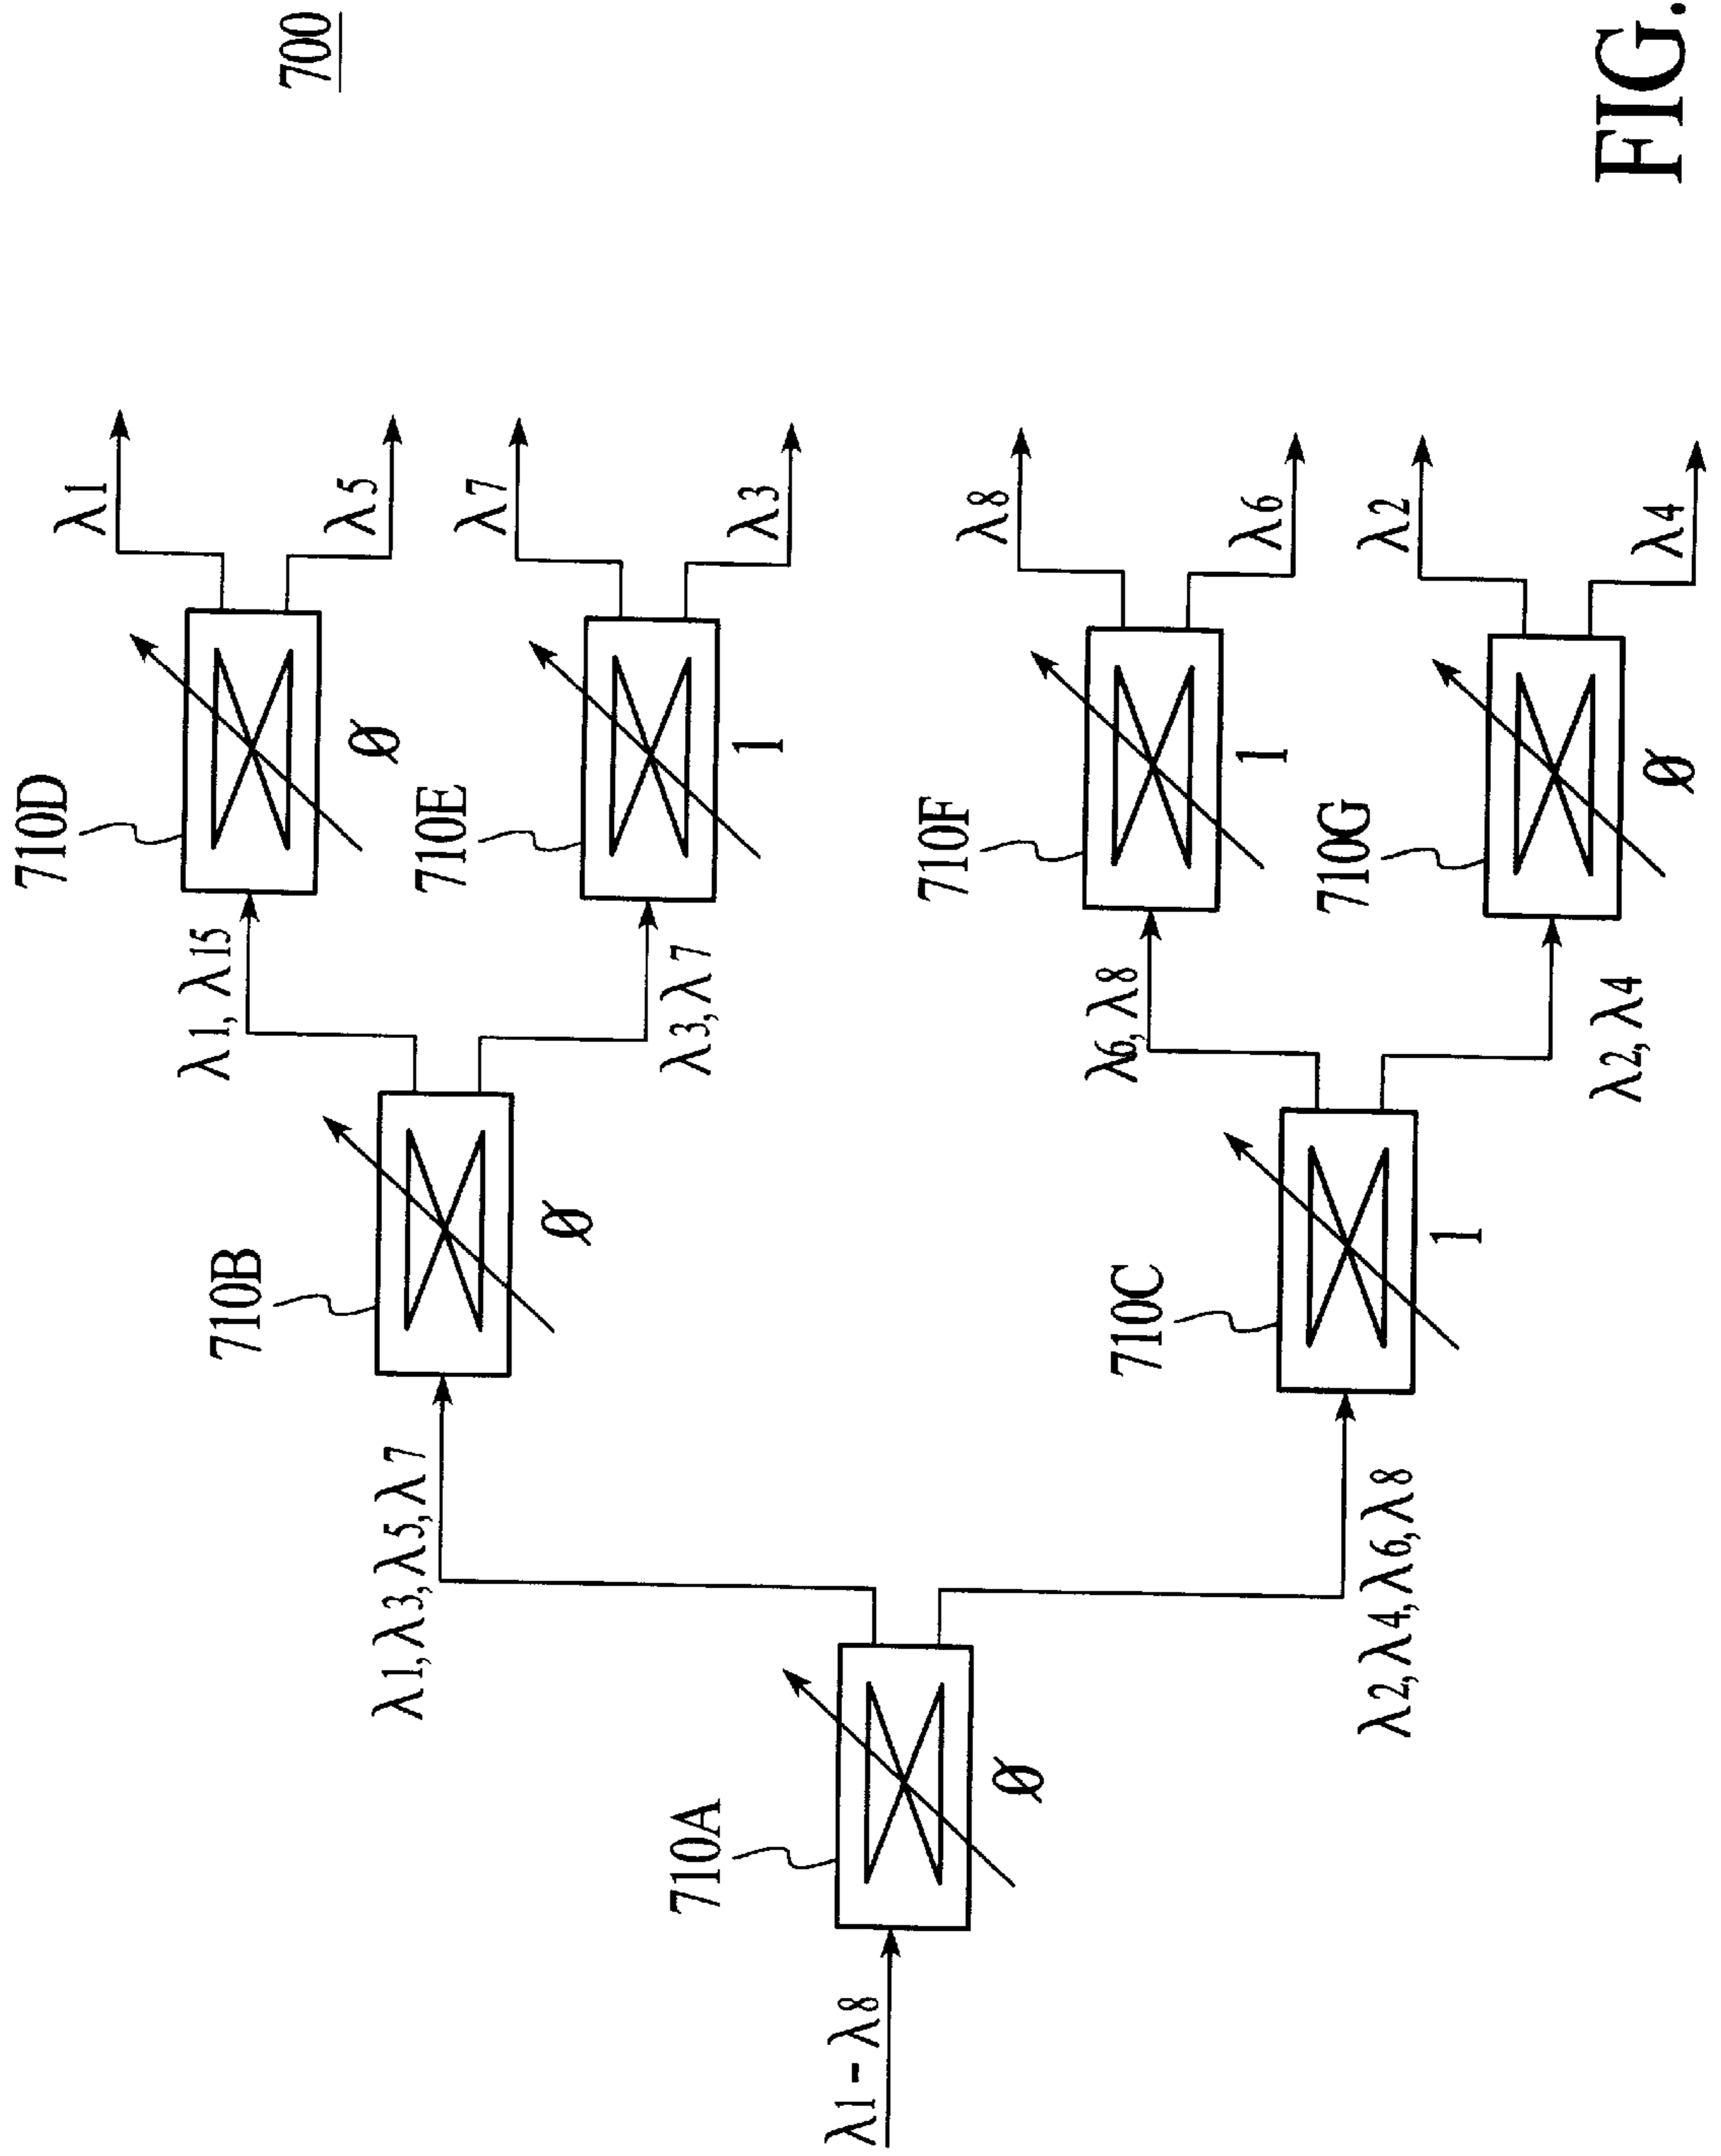 700
λ1
710D
λ1, λ15
Ø
λ5
710E
λ7
710B
λ3, λ7
1
λ3
λ1, λ3, λ5, λ7
Ø
710A
λ1 - λ8
Ø
710F
λ8
λ6, λ8
1
λ6
710C
710G
λ2
1
λ2, λ4
Ø
λ4
λ2, λ4, λ6, λ8
FIG.